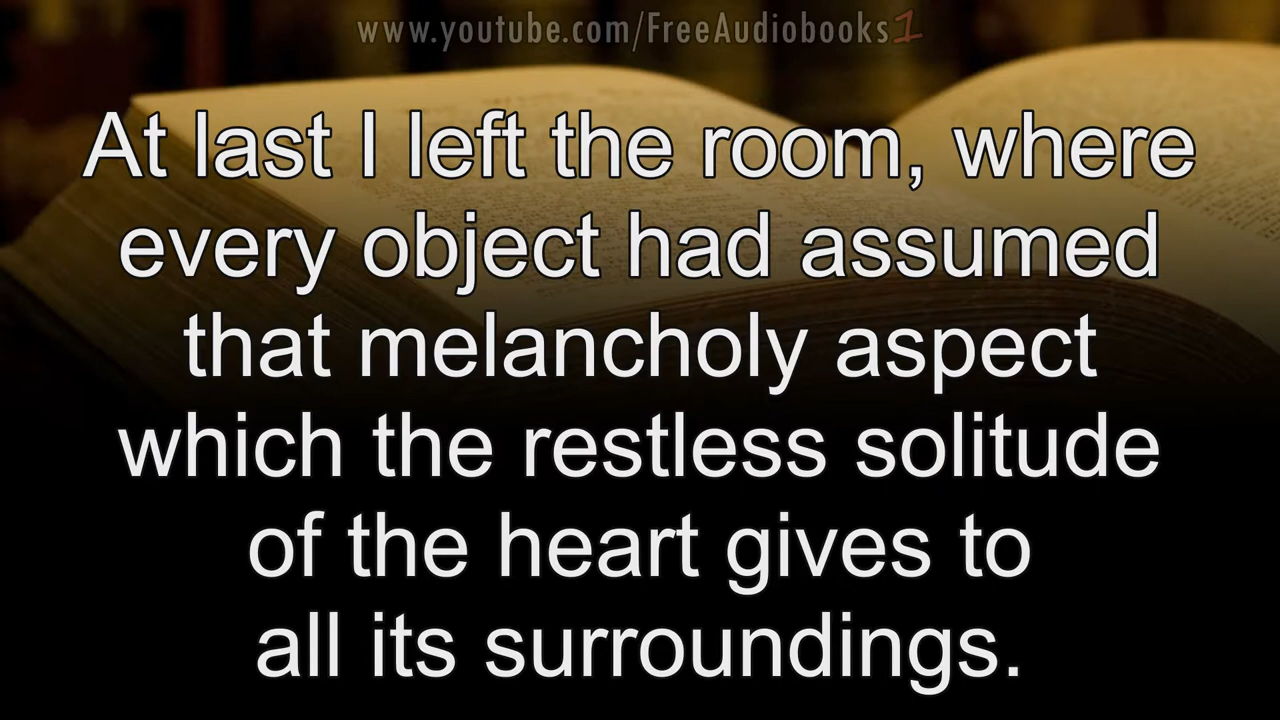 www.youtube.com/FreeAudiobooks1
At last I left the room, where
every object had assumed
that melancholy aspect
which the restless solitude
of the heart gives to
all its surroundings.